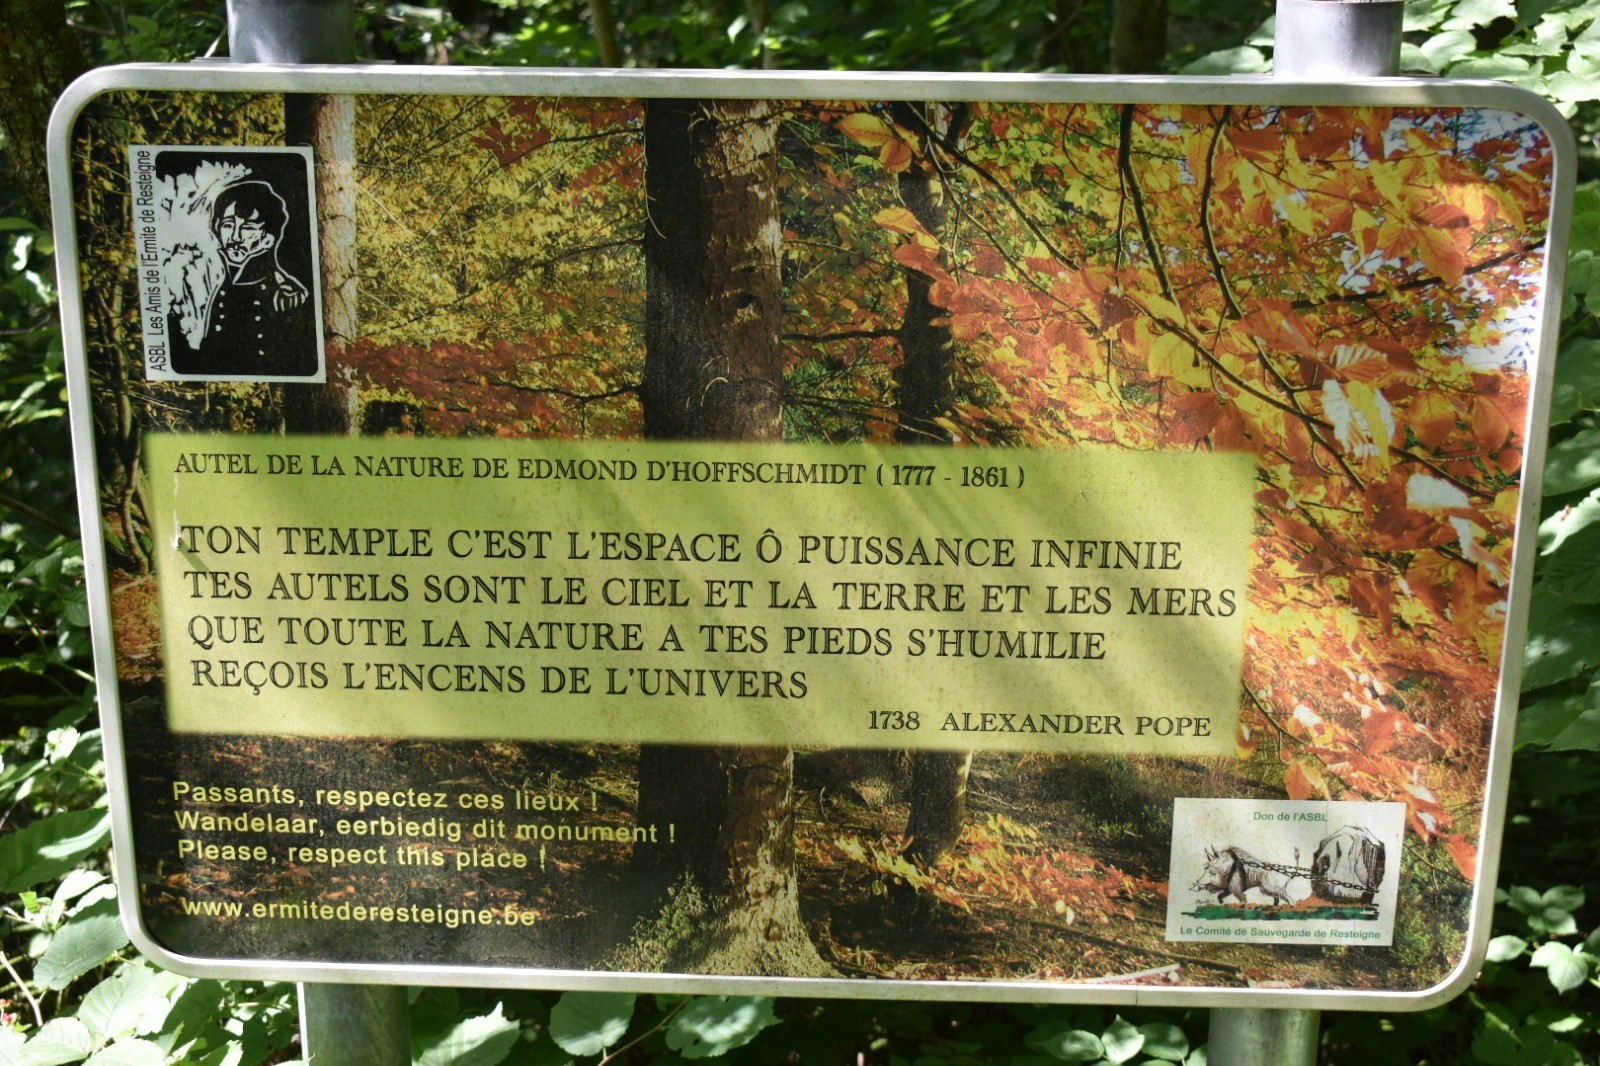 ASBL Les Amis de l'Ermite de Resteigne
AUTEL DE LA NATURE DE EDMOND D'HOFFSCHMIDT ( 1777 - 1861 )
TON TEMPLE C'EST L'ESPACE Ô PUISSANCE INFINIE
TES AUTELS SONT LE CIEL ET LA TERRE ET LES MERS
QUE TOUTE LA NATURE A TES PIEDS S'HUMILIE
REÇOIS L'ENCENS DE L'UNIVERS
1738 ALEXANDER POPE
Passants, respectez ces lieux !
Wandelaar, eerbiedig dit monument !
Please, respect this place !
www.ermitederesteigne.be
Don de l'ASBL
Le Comité de Sauvegarde de Resteigne